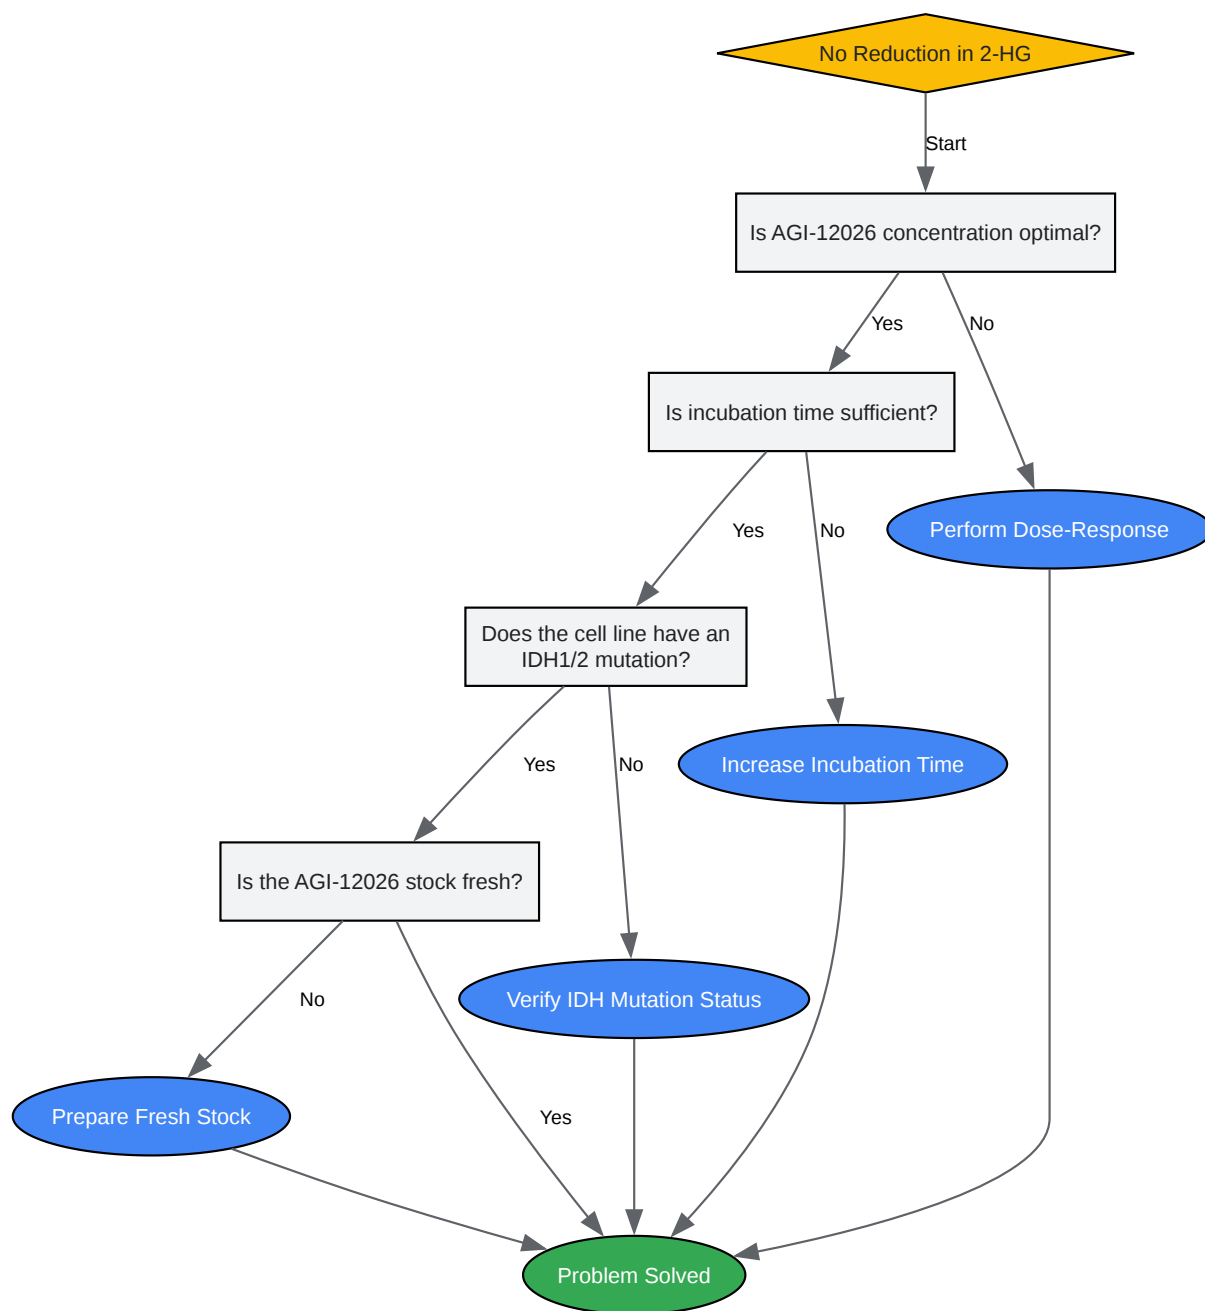 No Reduction in 2-HG
Start
Is AGI-12026 concentration optimal?
Yes
No
Is incubation time sufficient?
Yes
No
Perform Dose-Response
Does the cell line have an
IDH1/2 mutation?
Yes
No
Increase Incubation Time
Is the AGI-12026 stock fresh?
No
Yes
Verify IDH Mutation Status
Prepare Fresh Stock
Problem Solved